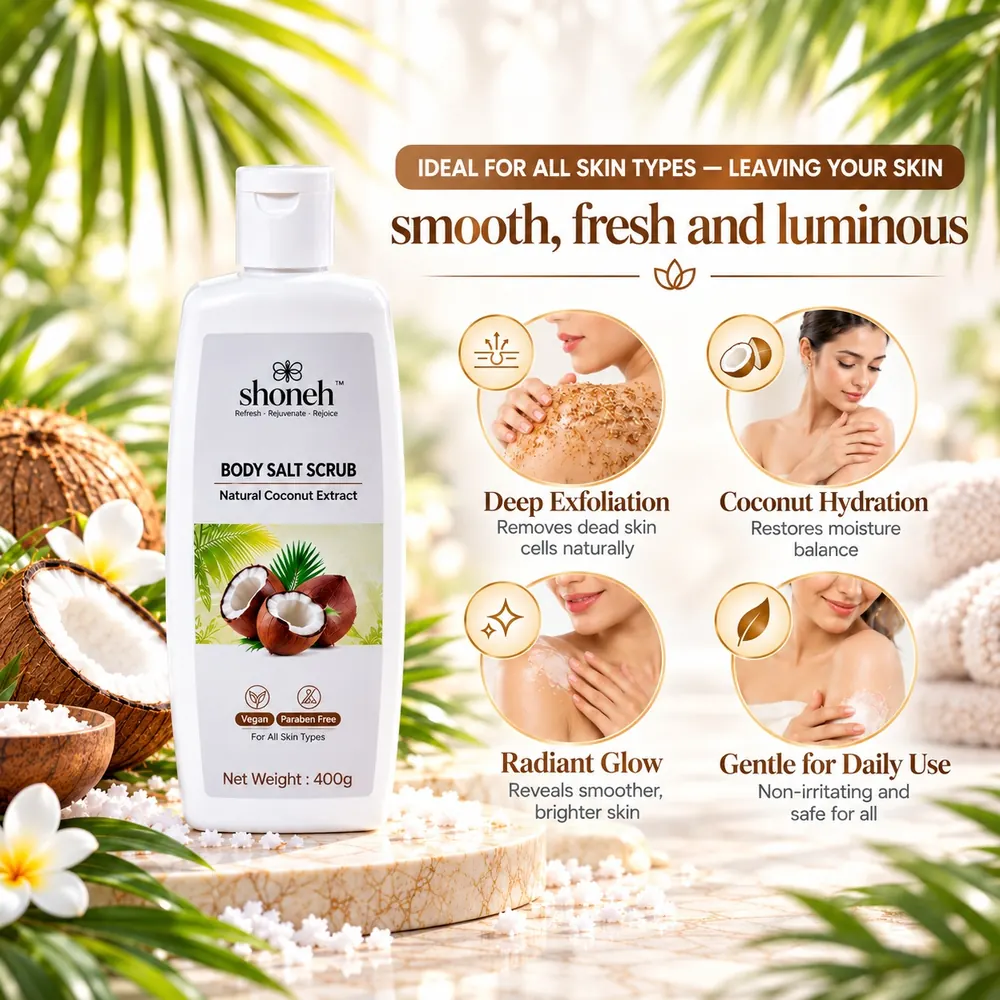 IDEAL FOR ALL SKIN TYPES — LEAVING YOUR SKIN
smooth, fresh and luminous
shoneh™
Refresh - Rejuvenate - Rejoice
BODY SALT SCRUB
Natural Coconut Extract
Vegan
Paraben Free
For All Skin Types
Net Weight : 400g
Deep Exfoliation
Removes dead skin
cells naturally
Coconut Hydration
Restores moisture
balance
Radiant Glow
Reveals smoother,
brighter skin
Gentle for Daily Use
Non-irritating and
safe for all